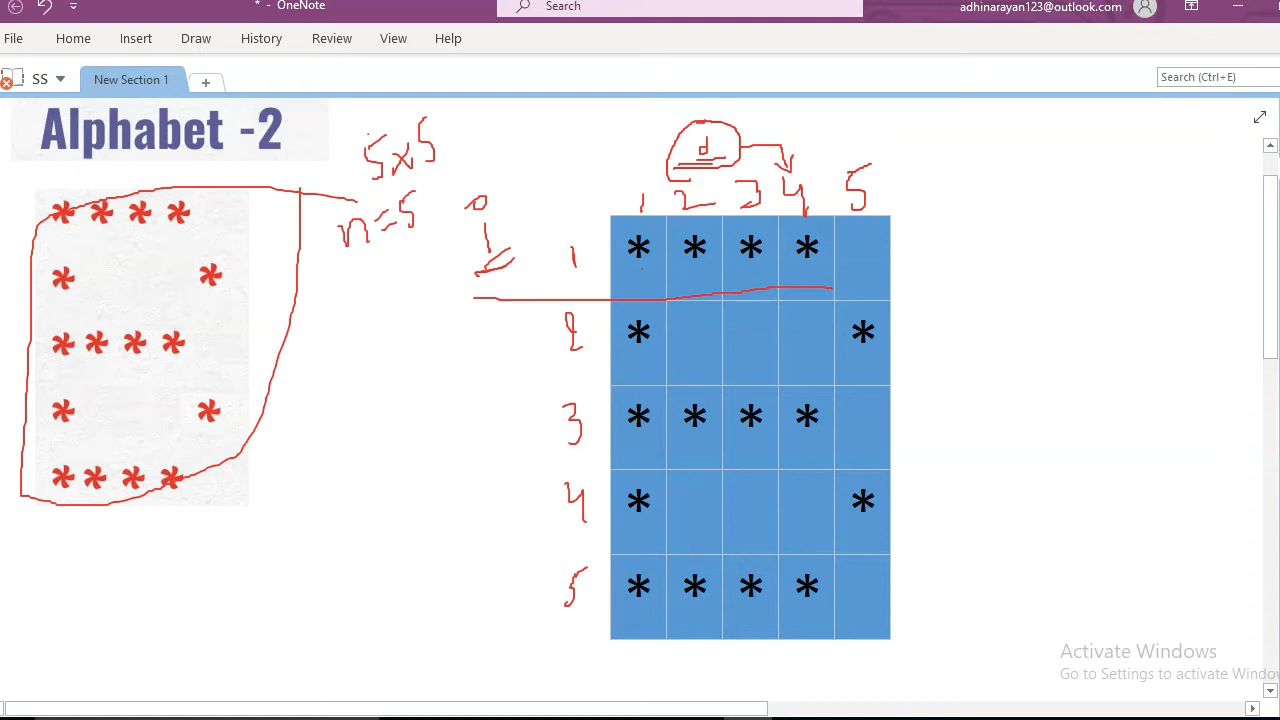 * - OneNote
Search
adhinarayan123@outlook.com
File Home Insert Draw History Review View Help
SS
New Section 1
+
Search (Ctrl+E)
Alphabet -2
5x5
n=5
d
1 2 3 4 5
* * * *
* *
* * * *
* *
* * * *
1 * * * *
2 * *
3 * * * *
4 * *
5 * * * *
Activate Windows
Go to Settings to activate Windo